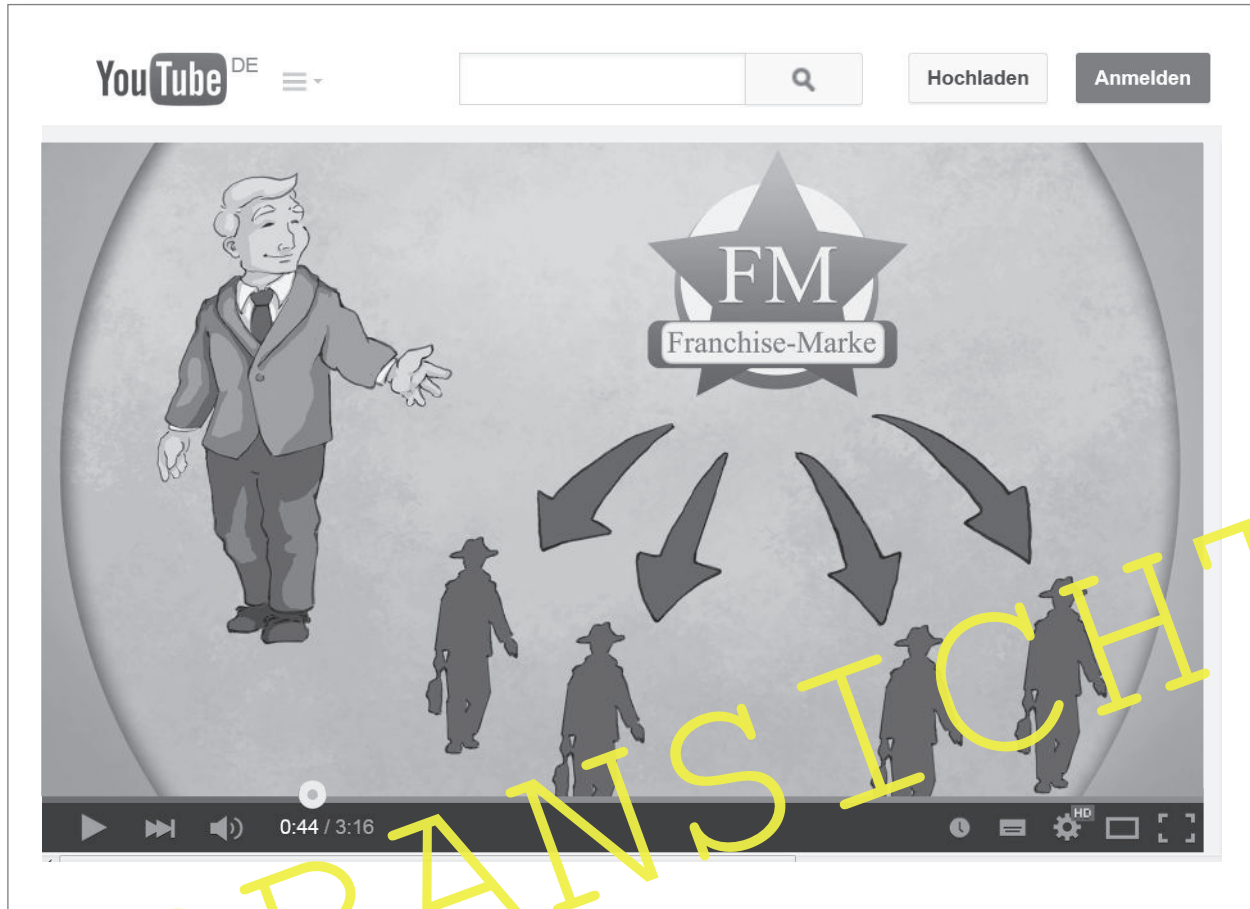 YouTube DE
Hochladen
Anmelden
FM
Franchise-Marke
0:44 / 3:16
HD
ANSICHT